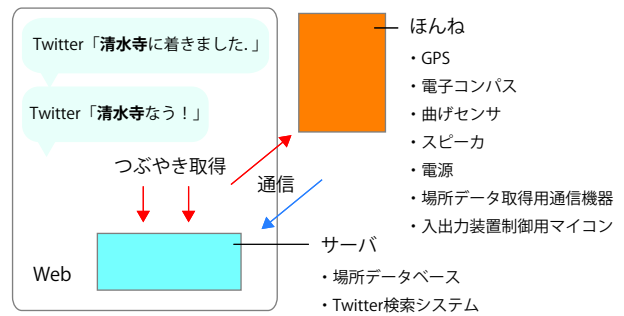 Twitter「清水寺に着きました.」
Twitter「清水寺なう！」
つぶやき取得
通信
Web
ほんね
・GPS
・電子コンパス
・曲げセンサ
・スピーカ
・電源
・場所データ取得用通信機器
・入出力装置制御用マイコン
サーバ
・場所データベース
・Twitter検索システム